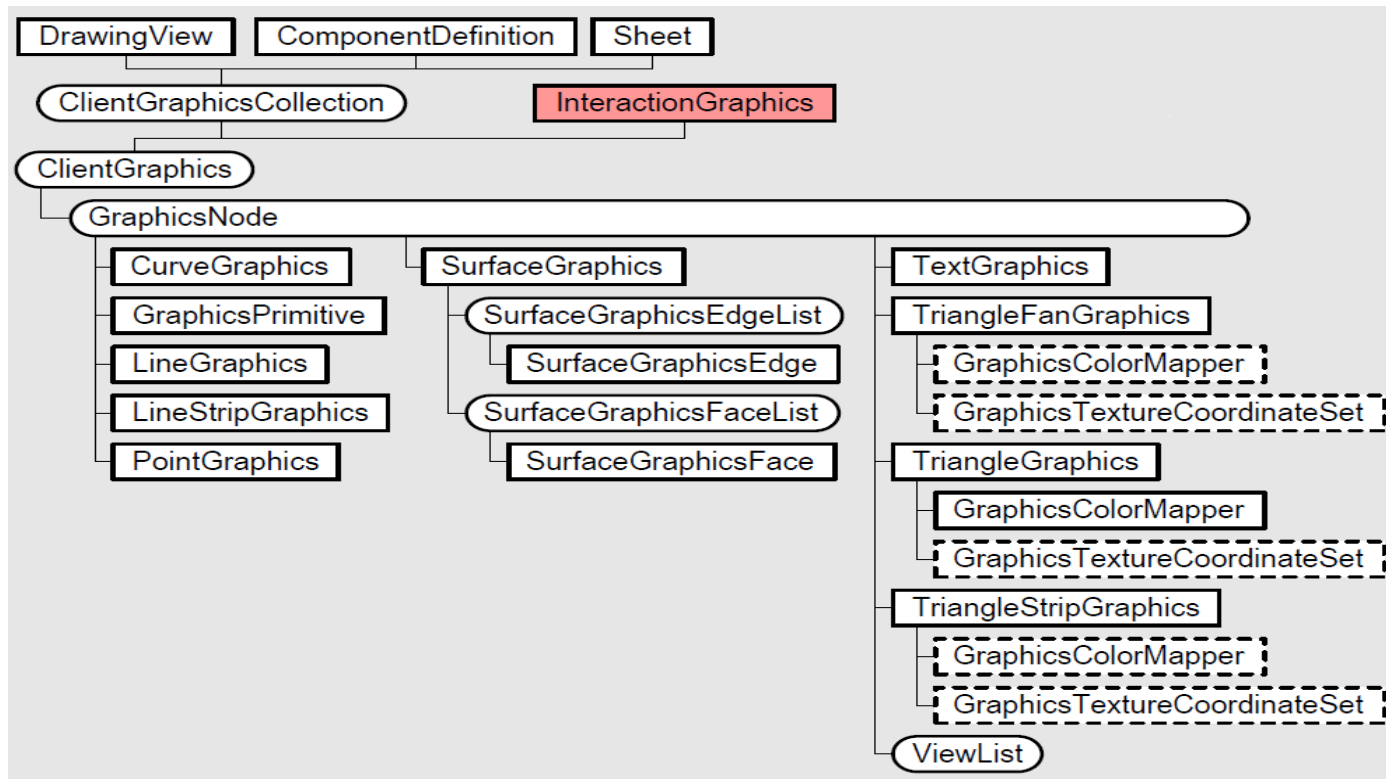 DrawingView
ComponentDefinition
Sheet
ClientGraphicsCollection
InteractionGraphics
ClientGraphics
GraphicsNode
CurveGraphics
GraphicsPrimitive
LineGraphics
LineStripGraphics
PointGraphics
SurfaceGraphics
SurfaceGraphicsEdgeList
SurfaceGraphicsEdge
SurfaceGraphicsFaceList
SurfaceGraphicsFace
TextGraphics
TriangleFanGraphics
GraphicsColorMapper
GraphicsTextureCoordinateSet
TriangleGraphics
GraphicsColorMapper
GraphicsTextureCoordinateSet
TriangleStripGraphics
GraphicsColorMapper
GraphicsTextureCoordinateSet
ViewList